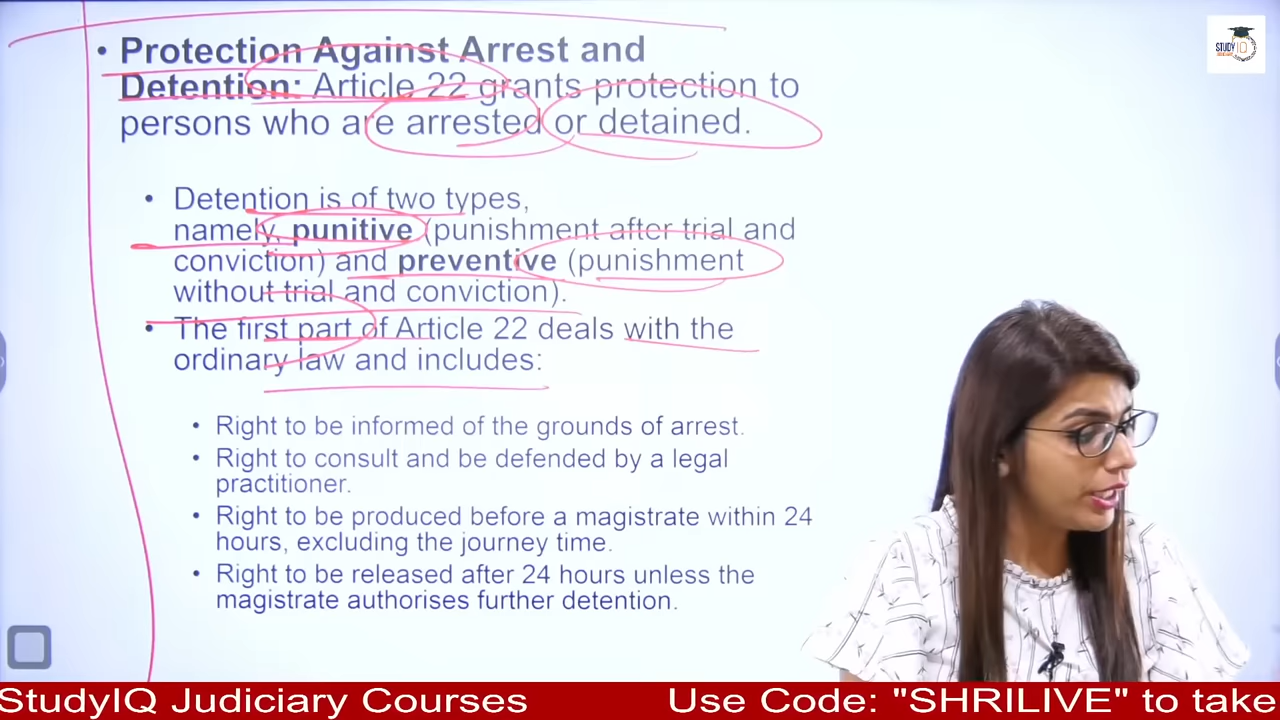 STUDY IQ
• Protection Against Arrest and
Detention: Article 22 grants protection to
persons who are arrested or detained.
• Detention is of two types,
namely, punitive (punishment after trial and
conviction) and preventive (punishment
without trial and conviction).
• The first part of Article 22 deals with the
ordinary law and includes:
• Right to be informed of the grounds of arrest.
• Right to consult and be defended by a legal
practitioner.
• Right to be produced before a magistrate within 24
hours, excluding the journey time.
• Right to be released after 24 hours unless the
magistrate authorises further detention.
StudyIQ Judiciary Courses Use Code: "SHRILIVE" to take